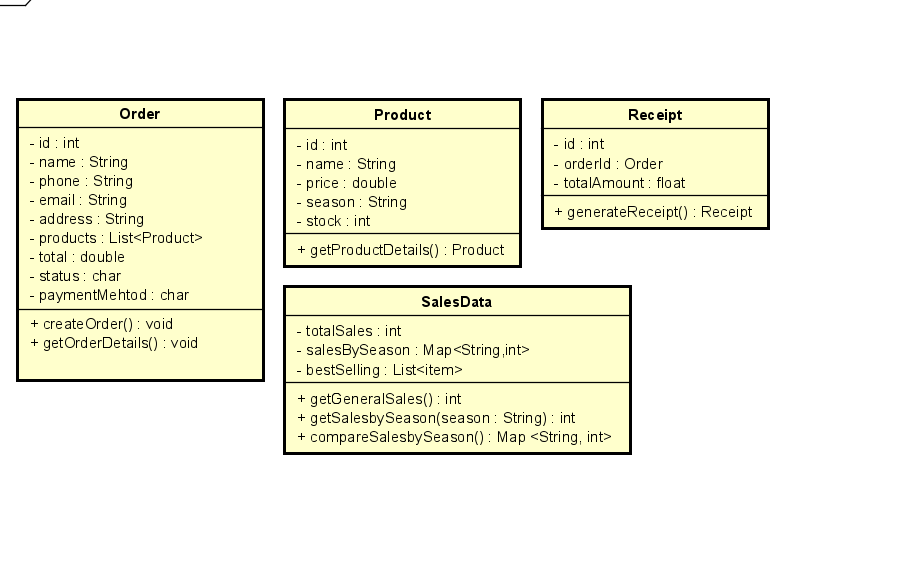 Order
- id : int
- name : String
- phone : String
- email : String
- address : String
- products : List<Product>
- total : double
- status : char
- paymentMehtod : char
+ createOrder() : void
+ getOrderDetails() : void
Product
- id : int
- name : String
- price : double
- season : String
- stock : int
+ getProductDetails() : Product
Receipt
- id : int
- orderId : Order
- totalAmount : float
+ generateReceipt() : Receipt
SalesData
- totalSales : int
- salesBySeason : Map<String,int>
- bestSelling : List<item>
+ getGeneralSales() : int
+ getSalesbySeason(season : String) : int
+ compareSalesbySeason() : Map <String, int>